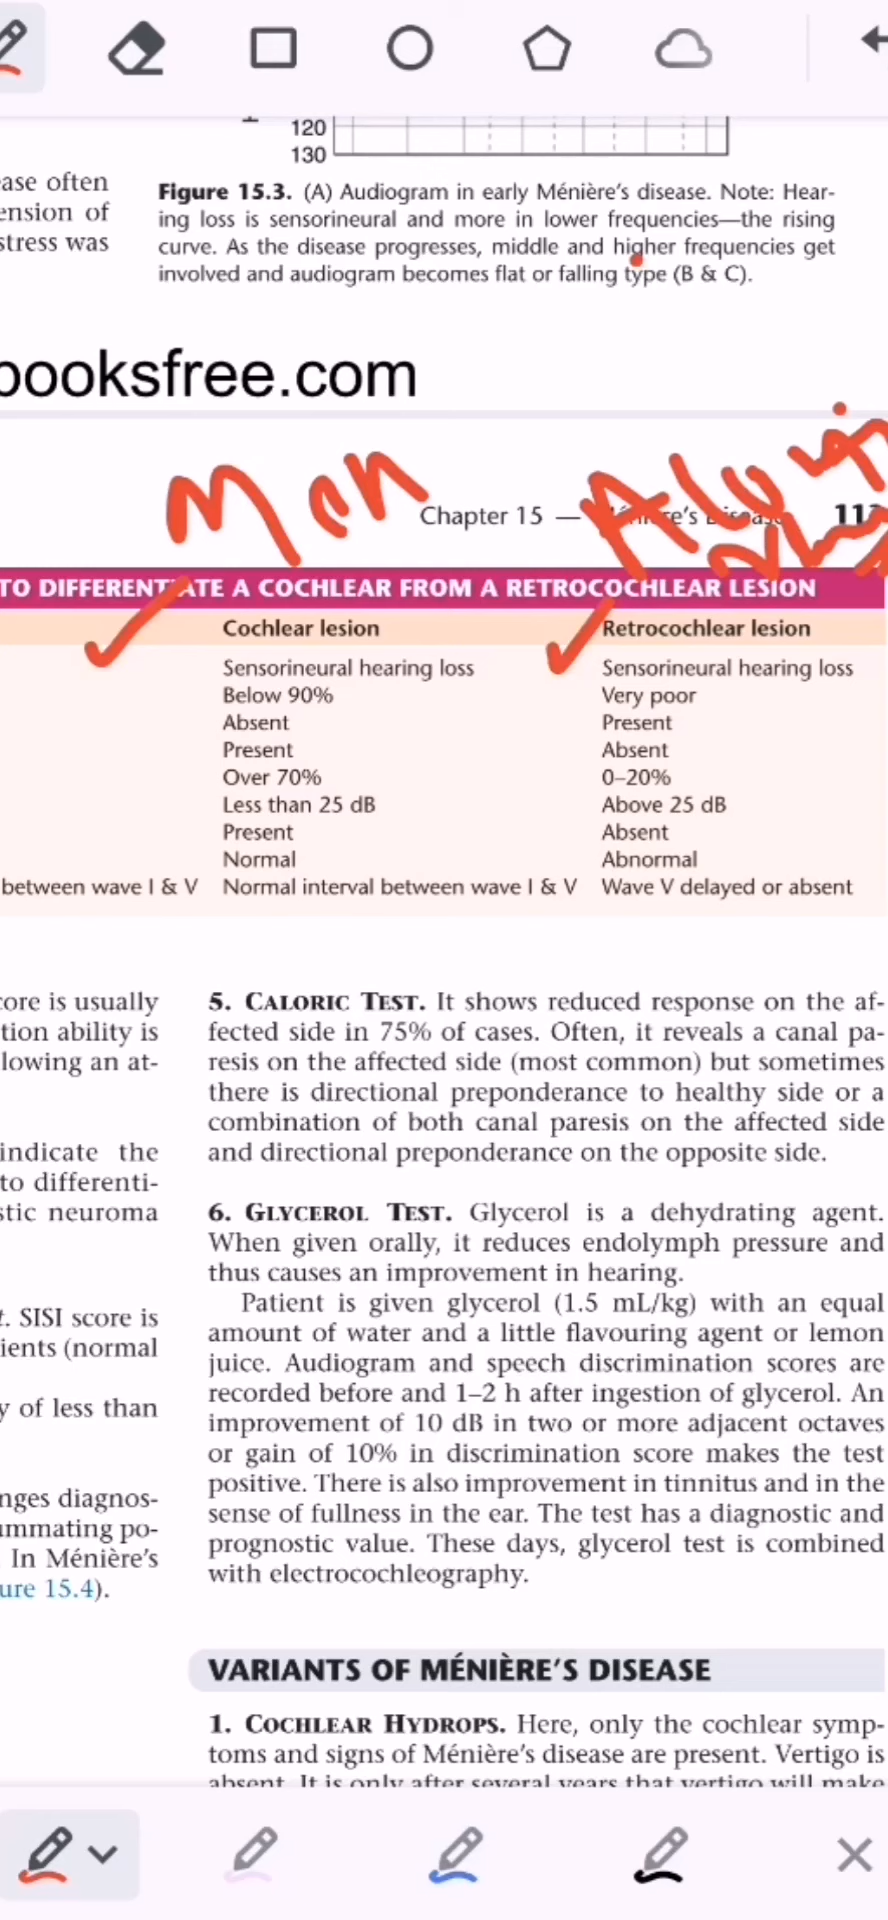 120
130
ease often
ension of
stress was
Figure 15.3. (A) Audiogram in early Ménière's disease. Note: Hear-
ing loss is sensorineural and more in lower frequencies—the rising
curve. As the disease progresses, middle and higher frequencies get
involved and audiogram becomes flat or falling type (B & C).
booksfree.com
Men
Chapter 15 — Ménière's Disease 113
TO DIFFERENTIATE A COCHLEAR FROM A RETROCOCHLEAR LESION
Cochlear lesion Retrocochlear lesion
Sensorineural hearing loss Sensorineural hearing loss
Below 90% Very poor
Absent Present
Present Absent
Over 70% 0–20%
Less than 25 dB Above 25 dB
Present Absent
Normal Abnormal
between wave I & V Normal interval between wave I & V Wave V delayed or absent
core is usually
tion ability is
lowing an at-
indicate the
to differenti-
stic neuroma
t. SISI score is
ients (normal
y of less than
nges diagnos-
ummating po-
In Ménière's
ure 15.4).
5. CALORIC TEST. It shows reduced response on the af-
fected side in 75% of cases. Often, it reveals a canal pa-
resis on the affected side (most common) but sometimes
there is directional preponderance to healthy side or a
combination of both canal paresis on the affected side
and directional preponderance on the opposite side.
6. GLYCEROL TEST. Glycerol is a dehydrating agent.
When given orally, it reduces endolymph pressure and
thus causes an improvement in hearing.
Patient is given glycerol (1.5 mL/kg) with an equal
amount of water and a little flavouring agent or lemon
juice. Audiogram and speech discrimination scores are
recorded before and 1–2 h after ingestion of glycerol. An
improvement of 10 dB in two or more adjacent octaves
or gain of 10% in discrimination score makes the test
positive. There is also improvement in tinnitus and in the
sense of fullness in the ear. The test has a diagnostic and
prognostic value. These days, glycerol test is combined
with electrocochleography.
VARIANTS OF MÉNIÈRE'S DISEASE
1. COCHLEAR HYDROPS. Here, only the cochlear symp-
toms and signs of Ménière's disease are present. Vertigo is
absent. It is only after several years that vertigo will make